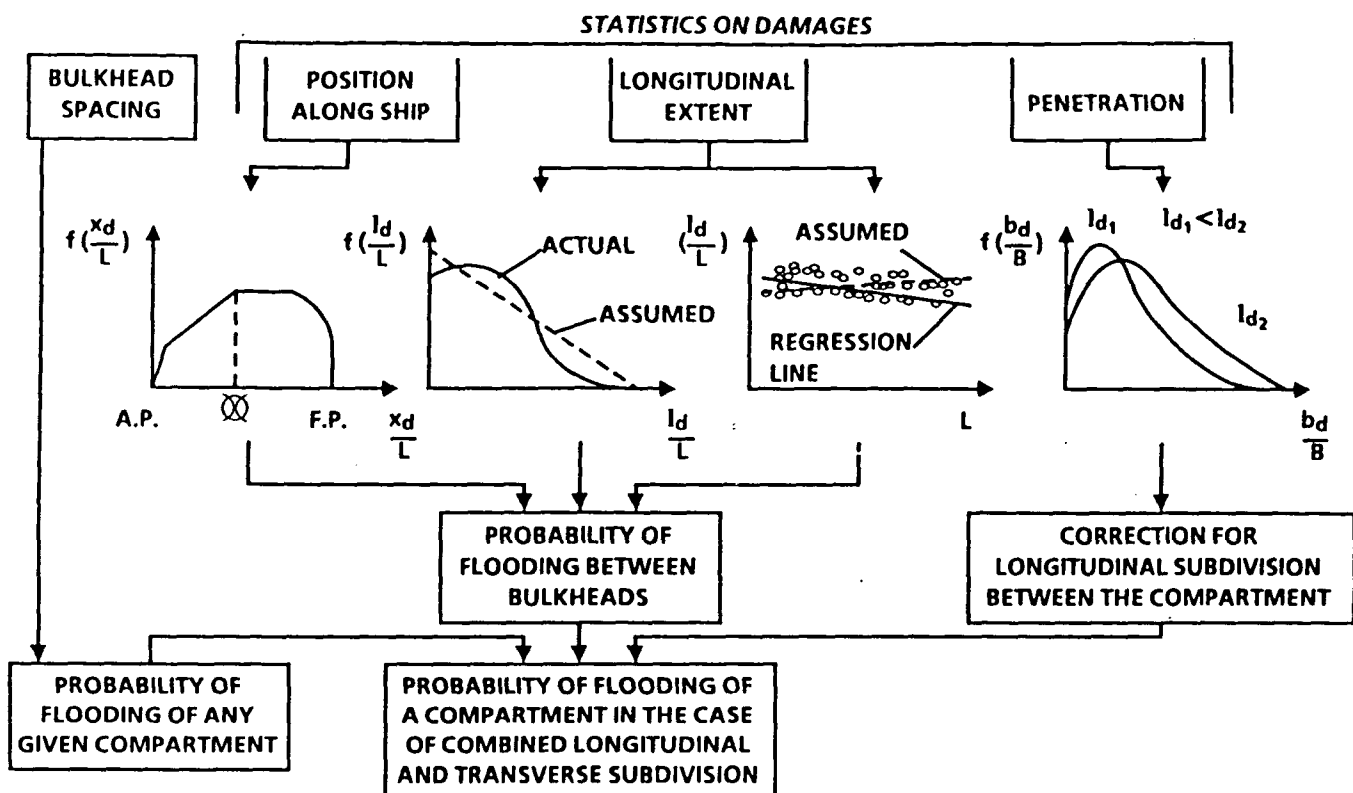 STATISTICS ON DAMAGES
BULKHEAD
SPACING
POSITION
ALONG SHIP
LONGITUDINAL
EXTENT
PENETRATION
f(xd/L)
A.P.
F.P.
xd/L
f(ld/L)
ACTUAL
ASSUMED
ld/L
(ld/L)
ASSUMED
REGRESSION
LINE
L
f(bd/B)
ld1
ld1<ld2
ld2
bd/B
PROBABILITY OF
FLOODING BETWEEN
BULKHEADS
CORRECTION FOR
LONGITUDINAL SUBDIVISION
BETWEEN THE COMPARTMENT
PROBABILITY OF
FLOODING OF ANY
GIVEN COMPARTMENT
PROBABILITY OF FLOODING OF
A COMPARTMENT IN THE CASE
OF COMBINED LONGITUDINAL
AND TRANSVERSE SUBDIVISION